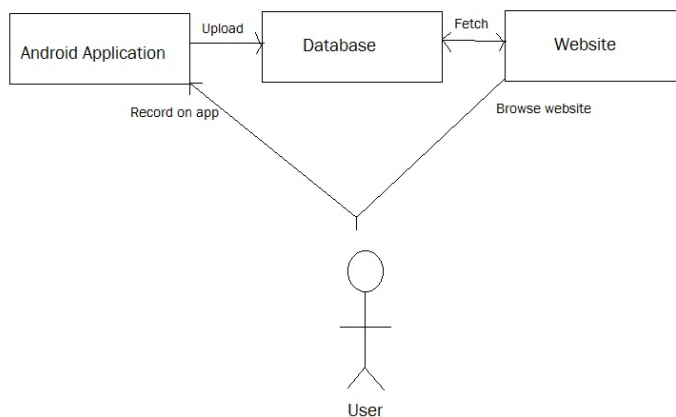 Android Application
Upload
Database
Fetch
Website
Record on app
Browse website
User